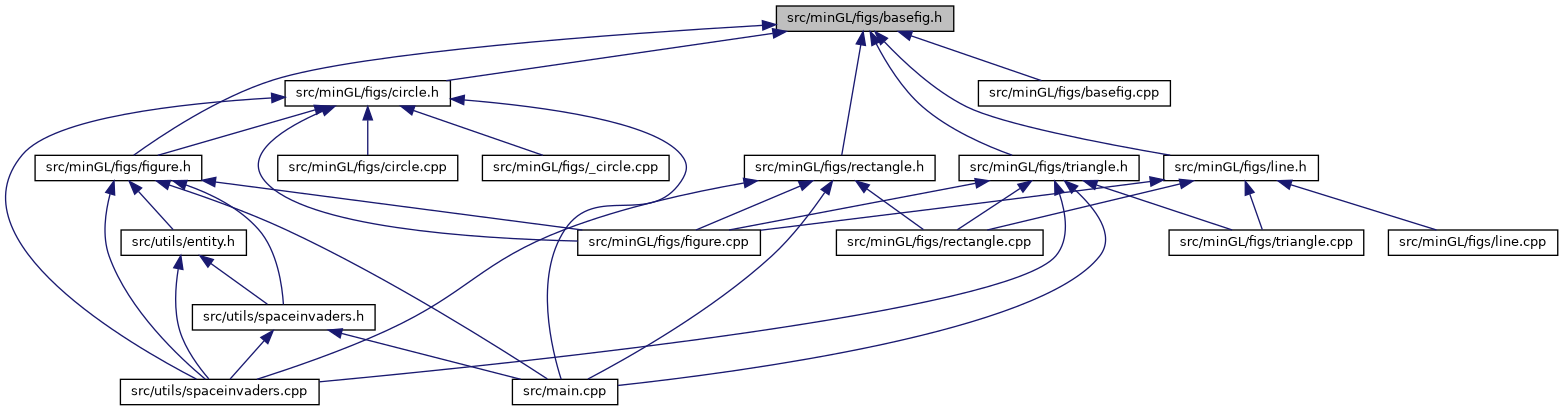 src/minGL/figs/basefig.h
src/minGL/figs/circle.h
src/minGL/figs/basefig.cpp
src/minGL/figs/figure.h
src/minGL/figs/circle.cpp
src/minGL/figs/_circle.cpp
src/minGL/figs/rectangle.h
src/minGL/figs/triangle.h
src/minGL/figs/line.h
src/utils/entity.h
src/minGL/figs/figure.cpp
src/minGL/figs/rectangle.cpp
src/minGL/figs/triangle.cpp
src/minGL/figs/line.cpp
src/utils/spaceinvaders.h
src/utils/spaceinvaders.cpp
src/main.cpp